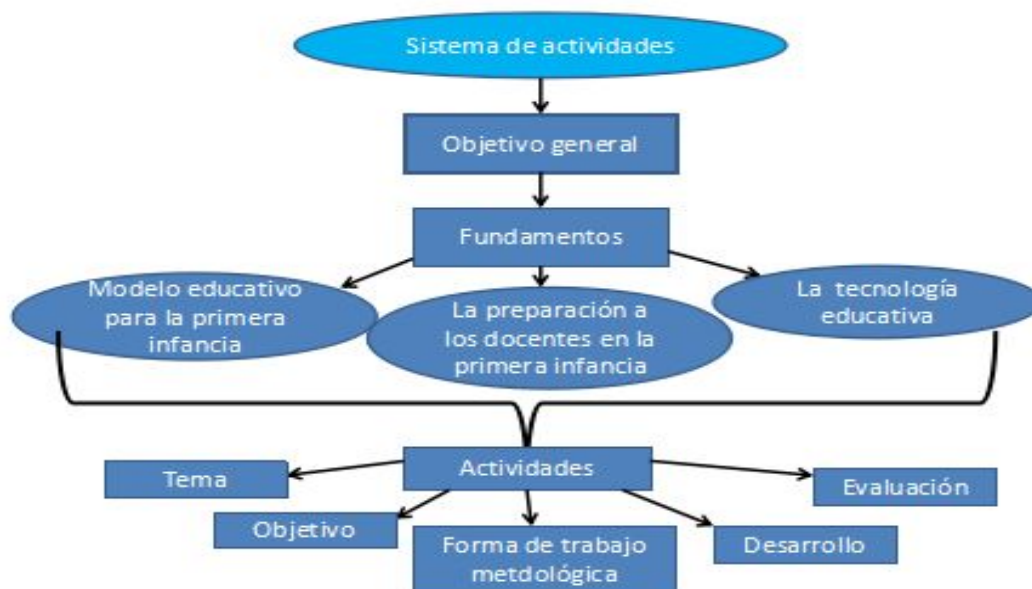 Sistema de actividades
Objetivo general
Fundamentos
Modelo educativo
para la primera
infancia
La preparación a
los docentes en la
primera infancia
La tecnología
educativa
Actividades
Tema
Objetivo
Forma de trabajo
metdológica
Desarrollo
Evaluación